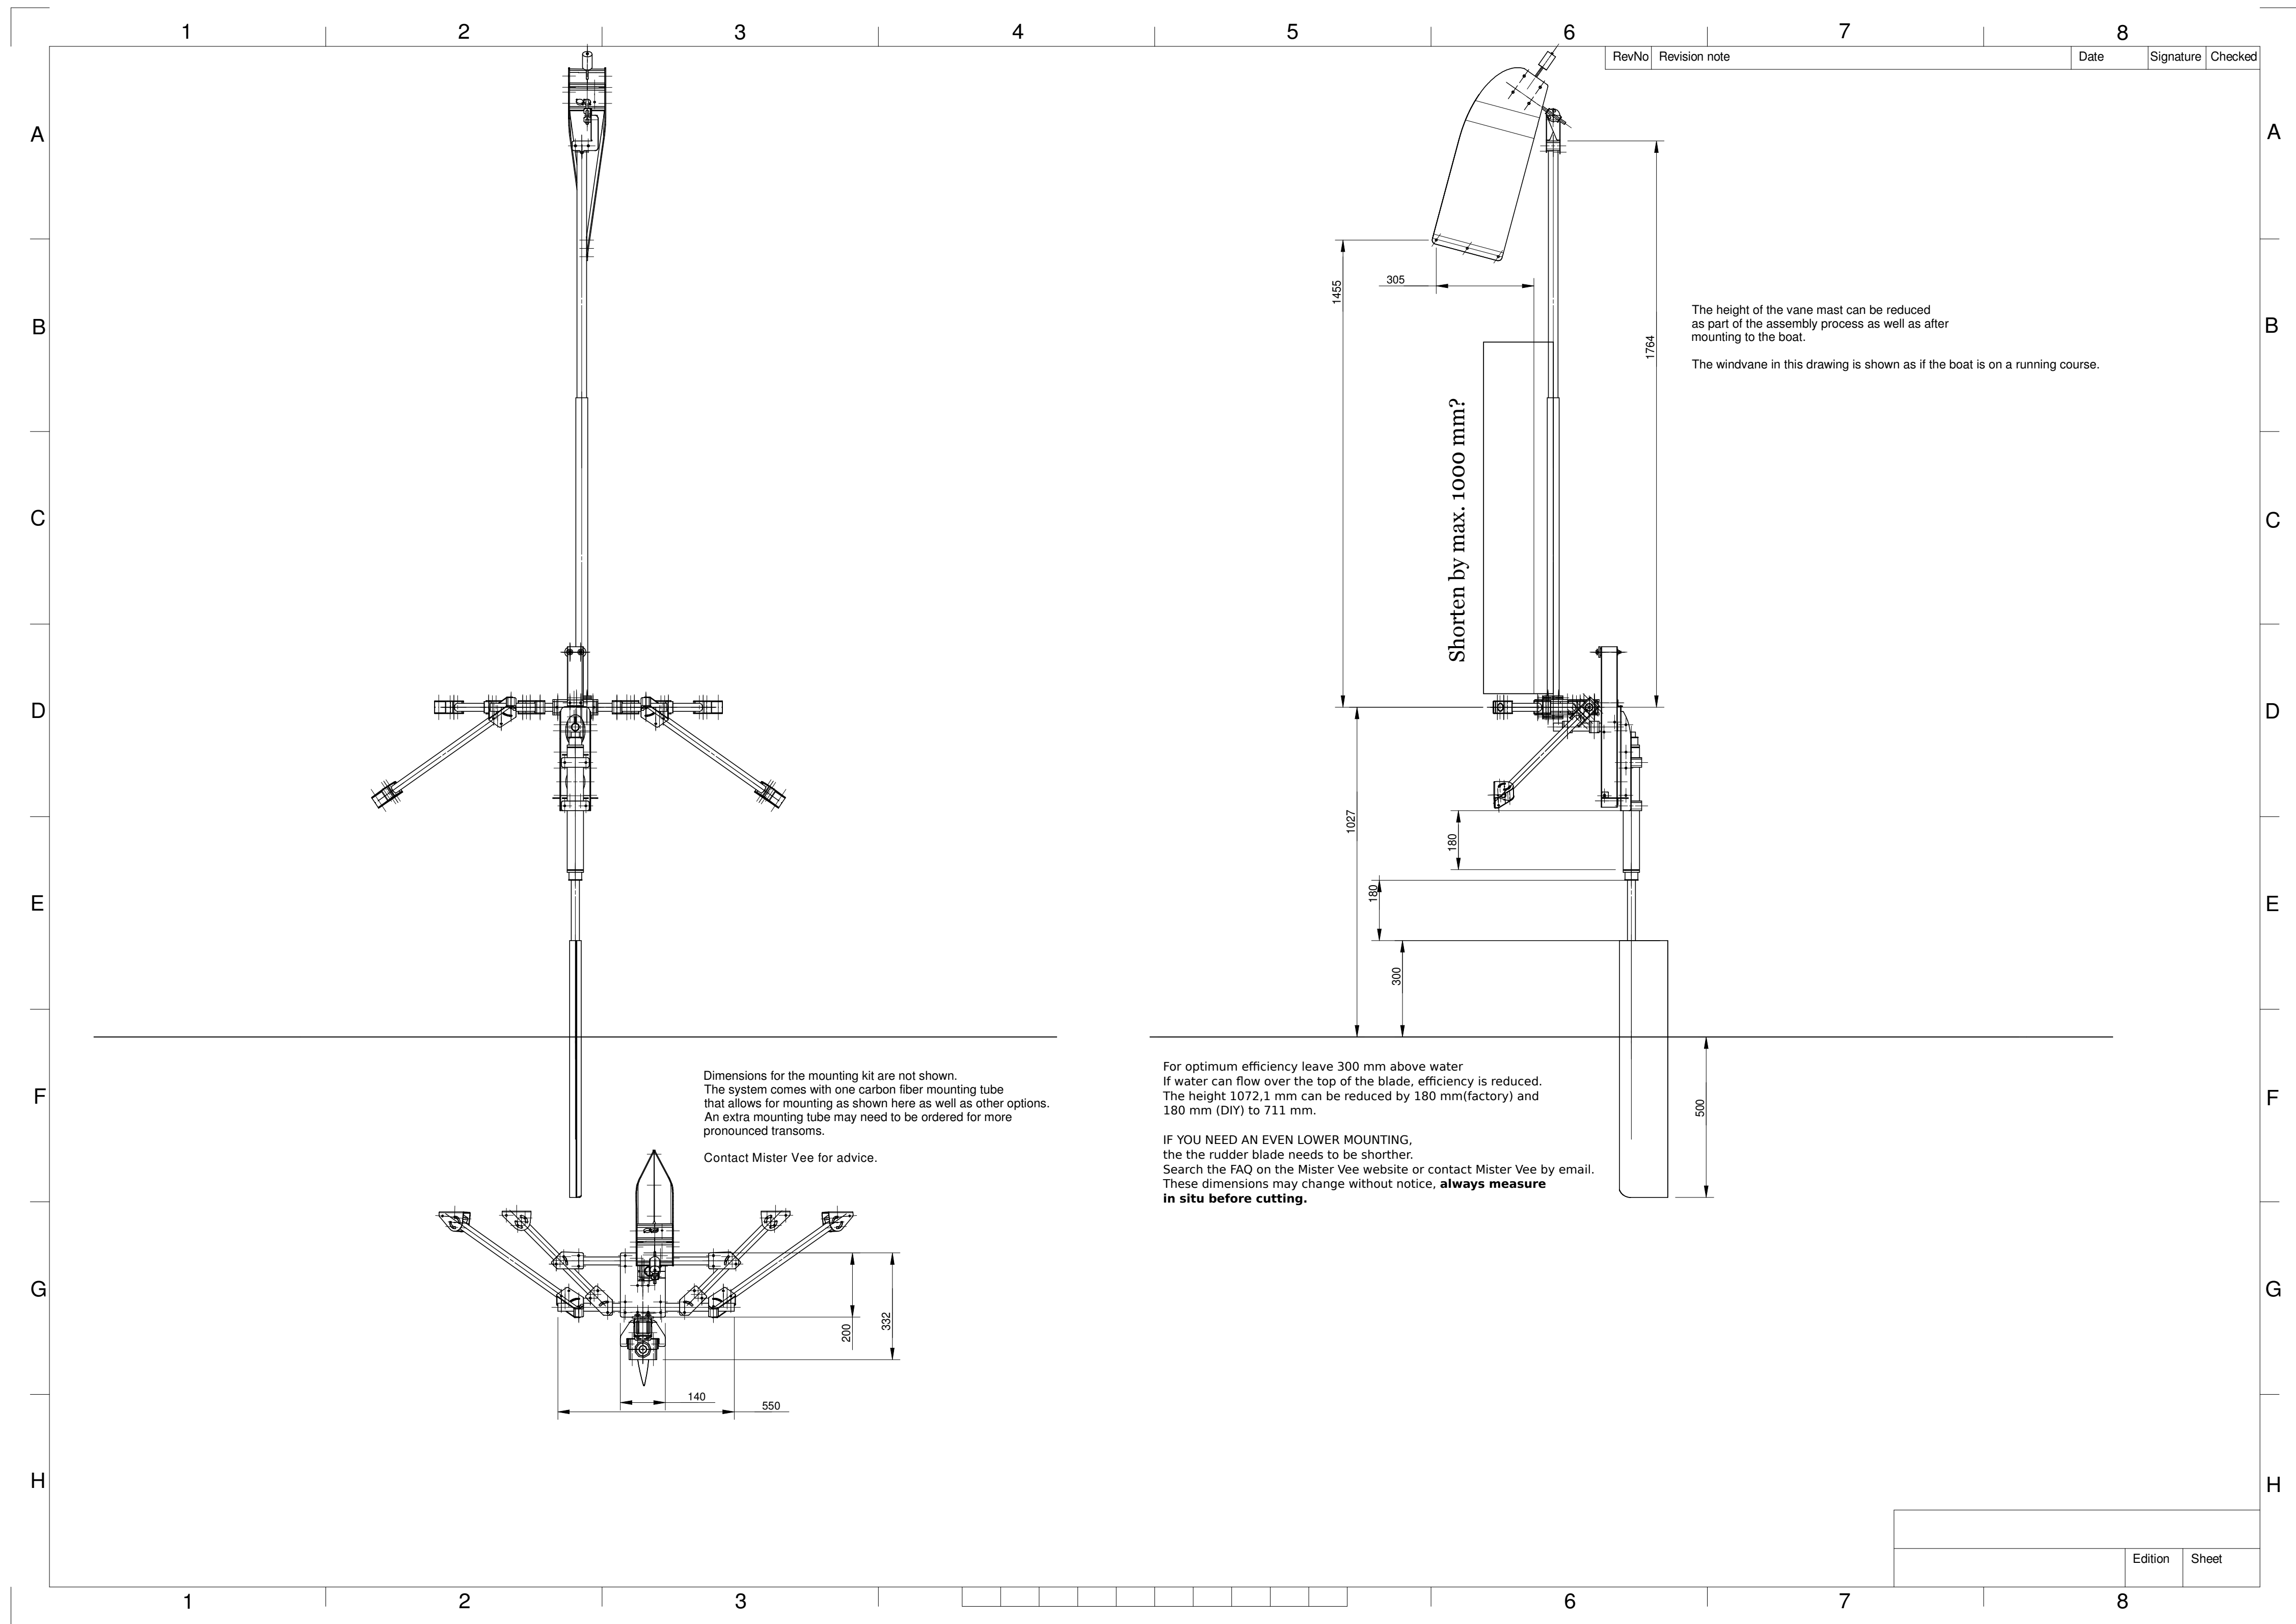 1 2 3 4 5 6 7 8
RevNo Revision note Date Signature Checked
A A
1455
305
B B
The height of the vane mast can be reduced
as part of the assembly process as well as after
mounting to the boat.
1764
The windvane in this drawing is shown as if the boat is on a running course.
Shorten by max. 1000 mm?
C C
D D
1027
180
180
E E
300
F F
Dimensions for the mounting kit are not shown.
The system comes with one carbon fiber mounting tube
that allows for mounting as shown here as well as other options.
An extra mounting tube may need to be ordered for more
pronounced transoms.
Contact Mister Vee for advice.
For optimum efficiency leave 300 mm above water
If water can flow over the top of the blade, efficiency is reduced.
The height 1072,1 mm can be reduced by 180 mm(factory) and
180 mm (DIY) to 711 mm.
IF YOU NEED AN EVEN LOWER MOUNTING,
the the rudder blade needs to be shorther.
Search the FAQ on the Mister Vee website or contact Mister Vee by email.
These dimensions may change without notice, always measure
in situ before cutting.
500
G G
200
332
140
550
H H
Edition Sheet
1 2 3 6 7 8